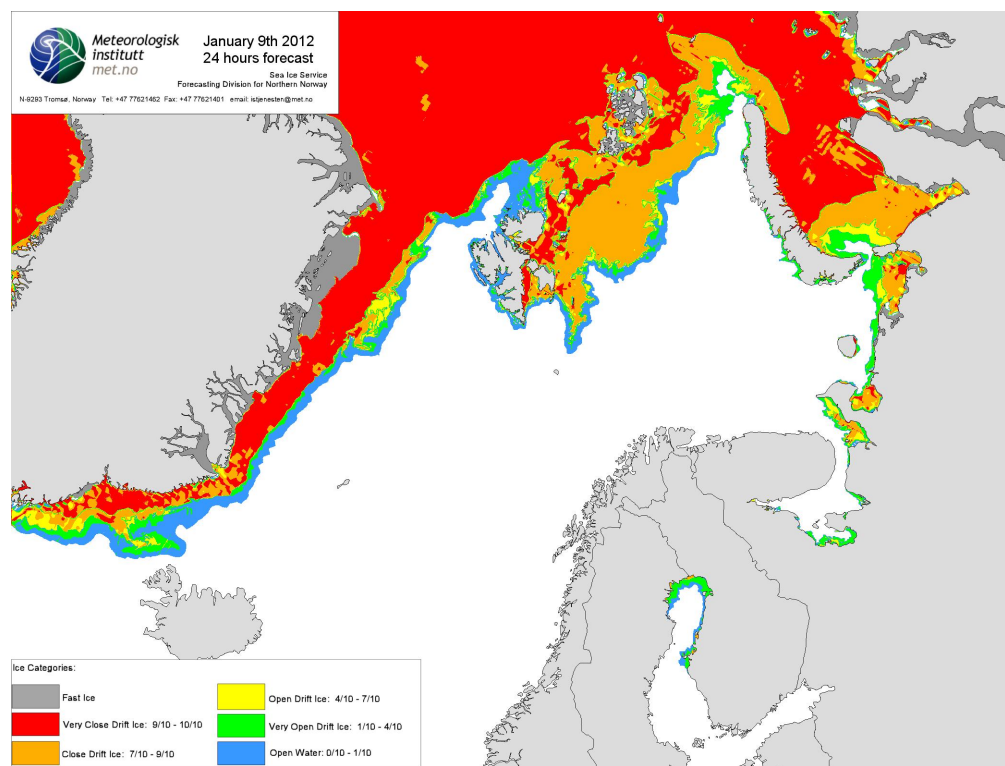 Meteorologisk
institutt
met.no
January 9th 2012
24 hours forecast
Sea Ice Service
Forecasting Division for Northern Norway
N-9293 Tromsø, Norway Tel: +47 77621462 Fax: +47 77621401 email: istjenesten@met.no
Ice Categories:
Fast Ice
Very Close Drift Ice: 9/10 - 10/10
Close Drift Ice: 7/10 - 9/10
Open Drift Ice: 4/10 - 7/10
Very Open Drift Ice: 1/10 - 4/10
Open Water: 0/10 - 1/10